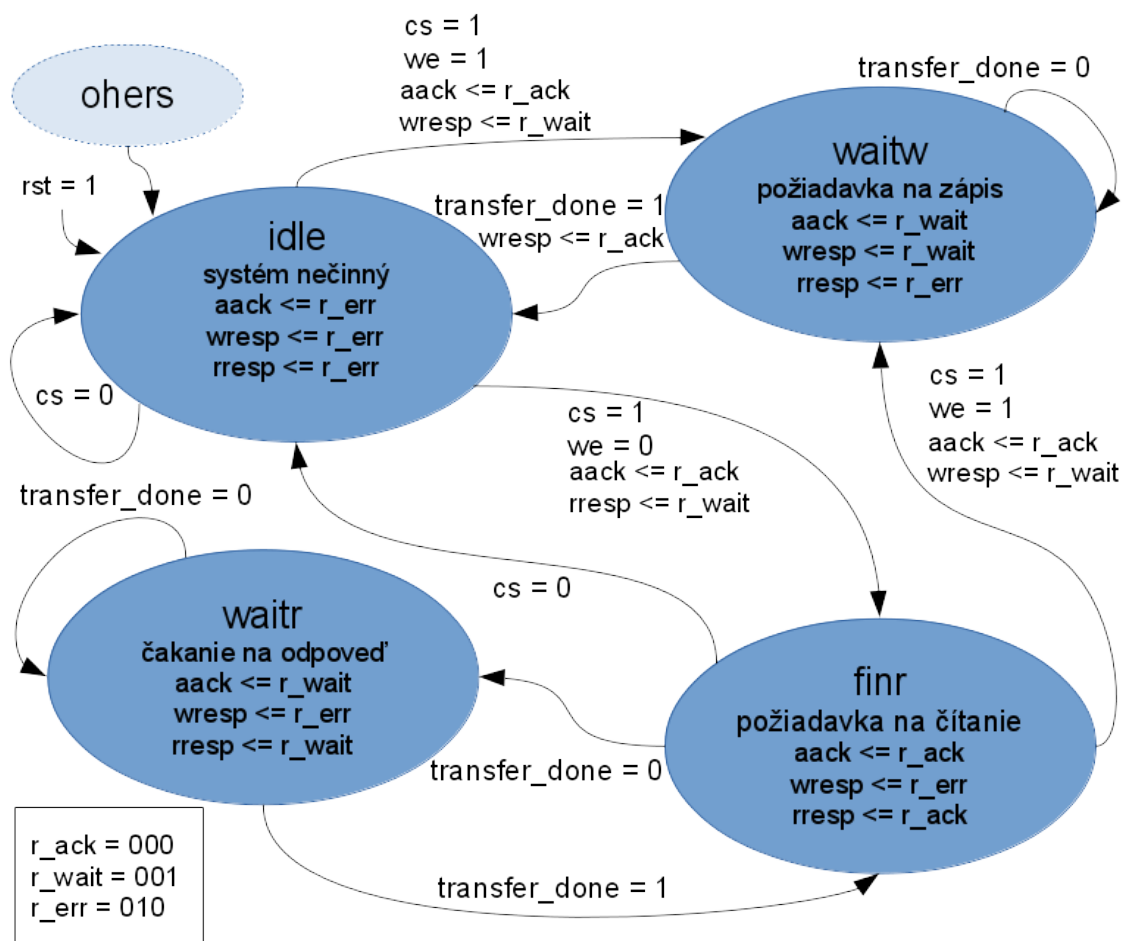 ohers
rst = 1
cs = 1
we = 1
aack <= r_ack
wresp <= r_wait
transfer_done = 0
idle
systém nečinný
aack <= r_err
wresp <= r_err
rresp <= r_err
transfer_done = 1
wresp <= r_ack
waitw
požiadavka na zápis
aack <= r_wait
wresp <= r_wait
rresp <= r_err
cs = 0
cs = 1
we = 0
aack <= r_ack
rresp <= r_wait
cs = 1
we = 1
aack <= r_ack
wresp <= r_wait
transfer_done = 0
cs = 0
waitr
čakanie na odpoveď
aack <= r_wait
wresp <= r_err
rresp <= r_wait
transfer_done = 0
finr
požiadavka na čítanie
aack <= r_ack
wresp <= r_err
rresp <= r_ack
transfer_done = 1
r_ack = 000
r_wait = 001
r_err = 010